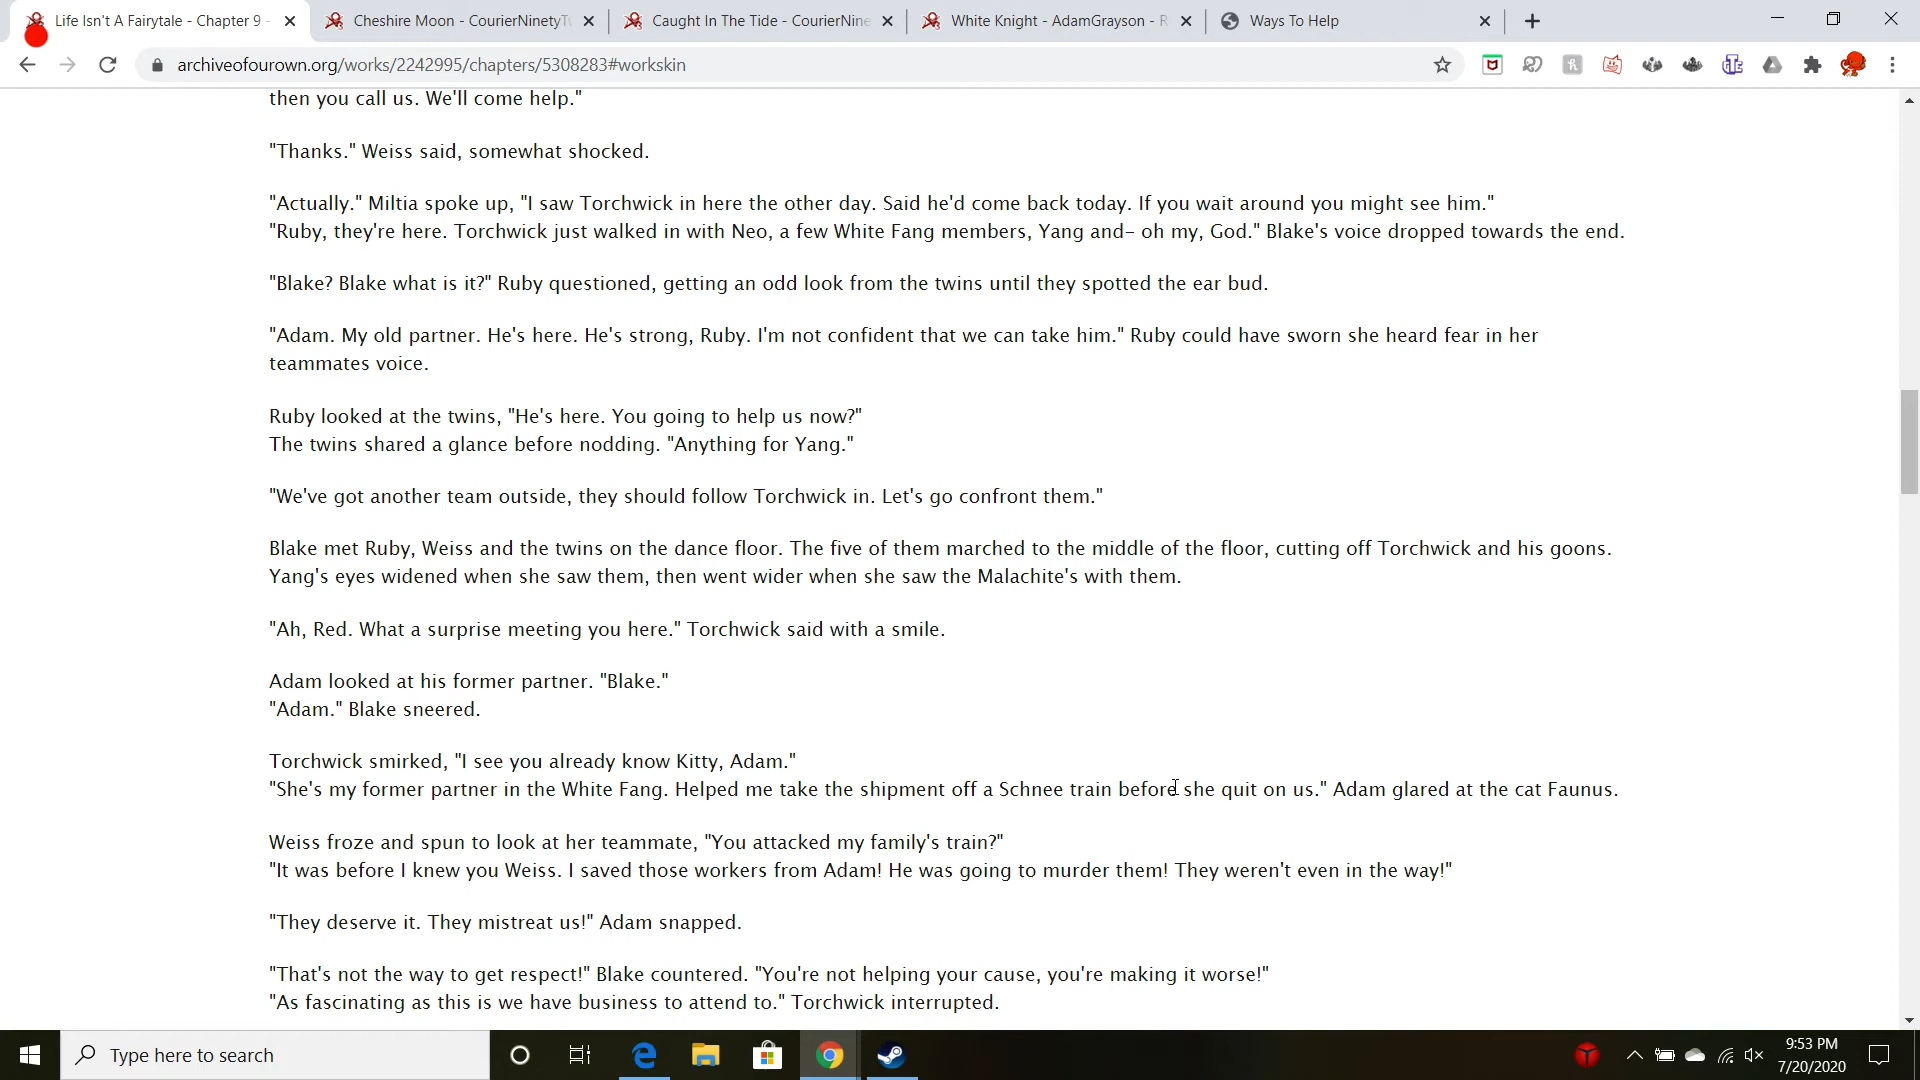 Life Isn't A Fairytale - Chapter 9 -
Cheshire Moon - CourierNinetyTw
Caught In The Tide - CourierNine
White Knight - AdamGrayson - R
Ways To Help
archiveofourown.org/works/2242995/chapters/5308283#workskin
then you call us. We'll come help."
"Thanks." Weiss said, somewhat shocked.
"Actually." Miltia spoke up, "I saw Torchwick in here the other day. Said he'd come back today. If you wait around you might see him."
"Ruby, they're here. Torchwick just walked in with Neo, a few White Fang members, Yang and– oh my, God." Blake's voice dropped towards the end.
"Blake? Blake what is it?" Ruby questioned, getting an odd look from the twins until they spotted the ear bud.
"Adam. My old partner. He's here. He's strong, Ruby. I'm not confident that we can take him." Ruby could have sworn she heard fear in her
teammates voice.
Ruby looked at the twins, "He's here. You going to help us now?"
The twins shared a glance before nodding. "Anything for Yang."
"We've got another team outside, they should follow Torchwick in. Let's go confront them."
Blake met Ruby, Weiss and the twins on the dance floor. The five of them marched to the middle of the floor, cutting off Torchwick and his goons.
Yang's eyes widened when she saw them, then went wider when she saw the Malachite's with them.
"Ah, Red. What a surprise meeting you here." Torchwick said with a smile.
Adam looked at his former partner. "Blake."
"Adam." Blake sneered.
Torchwick smirked, "I see you already know Kitty, Adam."
"She's my former partner in the White Fang. Helped me take the shipment off a Schnee train before she quit on us." Adam glared at the cat Faunus.
Weiss froze and spun to look at her teammate, "You attacked my family's train?"
"It was before I knew you Weiss. I saved those workers from Adam! He was going to murder them! They weren't even in the way!"
"They deserve it. They mistreat us!" Adam snapped.
"That's not the way to get respect!" Blake countered. "You're not helping your cause, you're making it worse!"
"As fascinating as this is we have business to attend to." Torchwick interrupted.
Type here to search
9:53 PM
7/20/2020